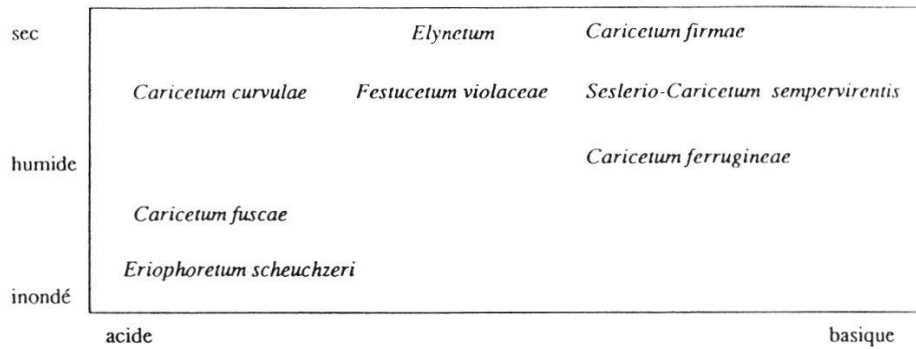 sec Elynetum Caricetum firmae
Caricetum curvulae Festucetum violaceae Seslerio-Caricetum sempervirentis
humide Caricetum ferrugineae
Caricetum fuscae
Eriophoretum scheuchzeri
inondé
acide basique